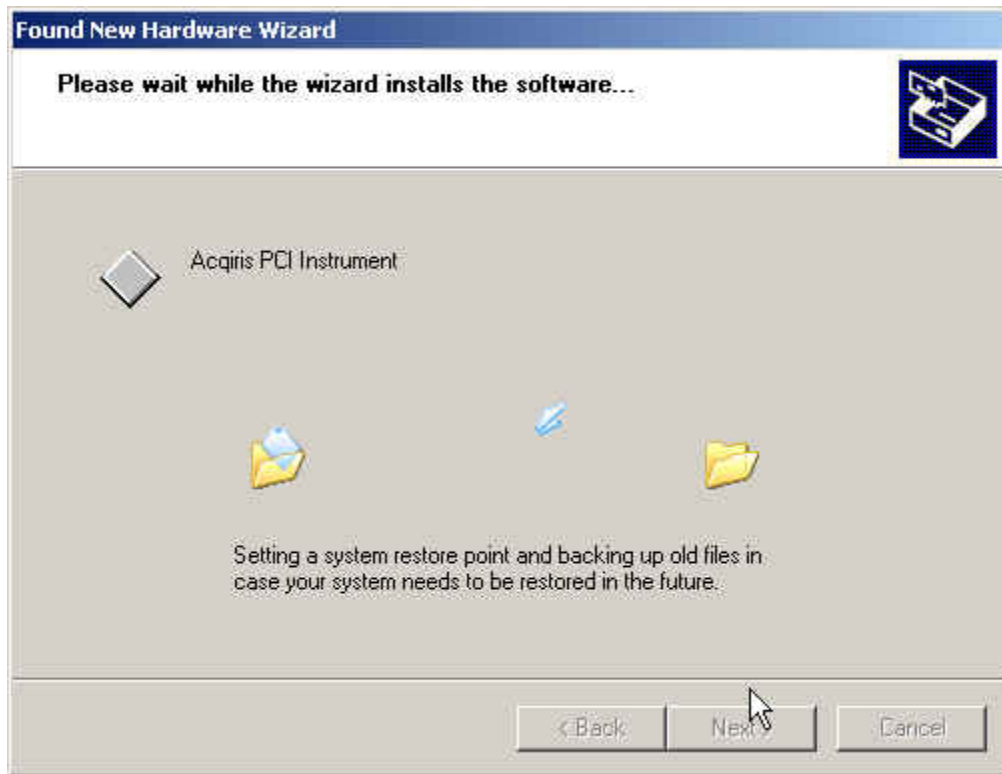 Found New Hardware Wizard
Please wait while the wizard installs the software...
Acqiris PCI Instrument
Setting a system restore point and backing up old files in
case your system needs to be restored in the future.
< Back
Next >
Cancel